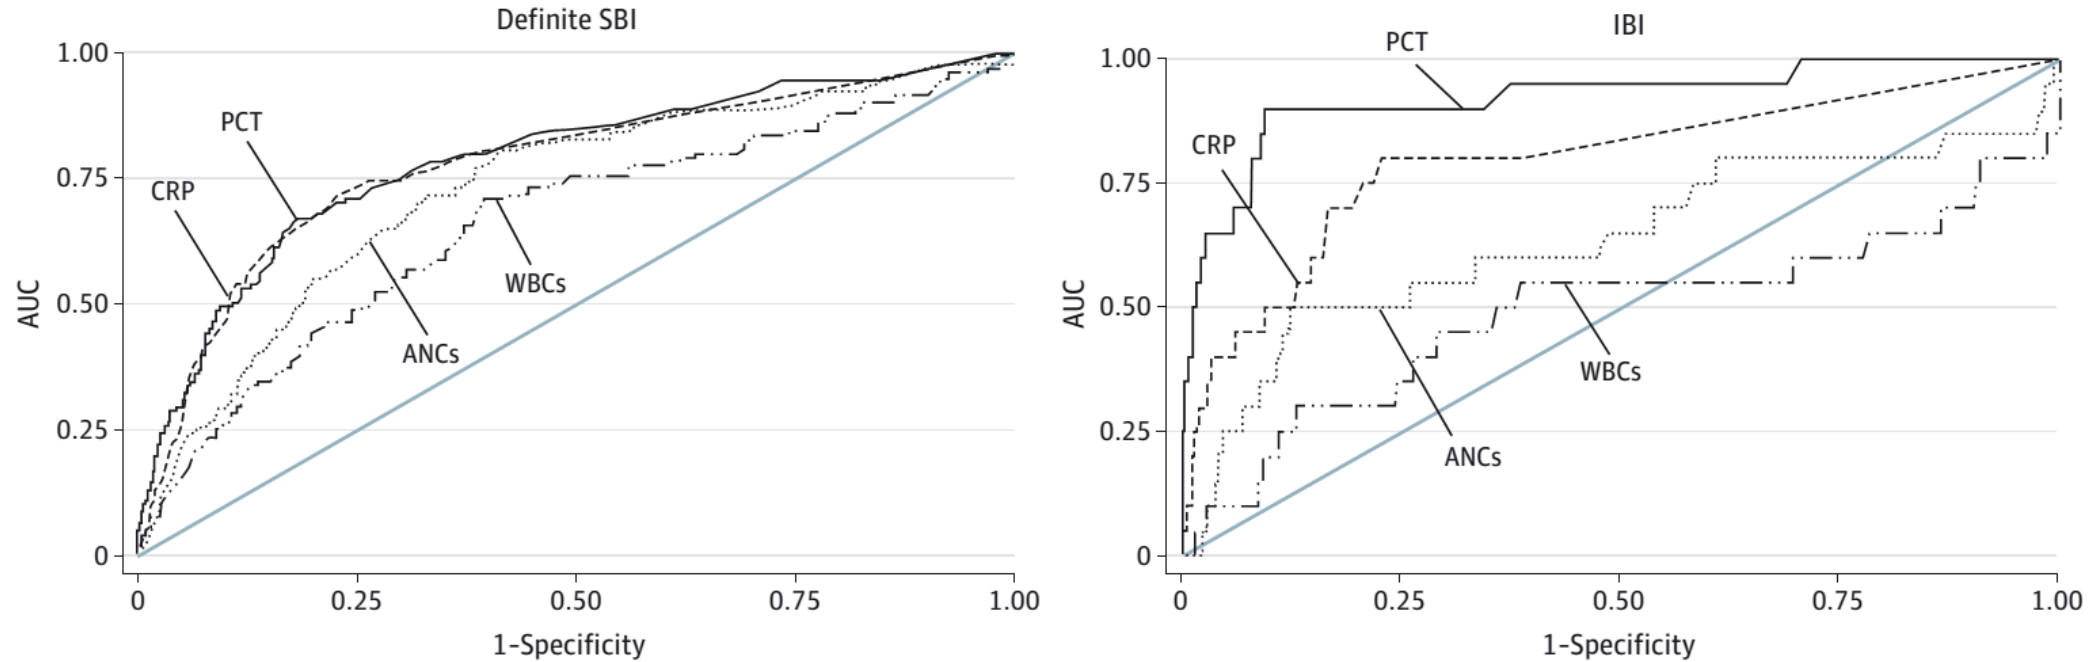 Definite SBI
1.00
0.75
0.50
0.25
0
AUC
PCT
CRP
WBCs
ANCs
0 0.25 0.50 0.75 1.00
1-Specificity
IBI
1.00
0.75
0.50
0.25
0
AUC
PCT
CRP
WBCs
ANCs
0 0.25 0.50 0.75 1.00
1-Specificity